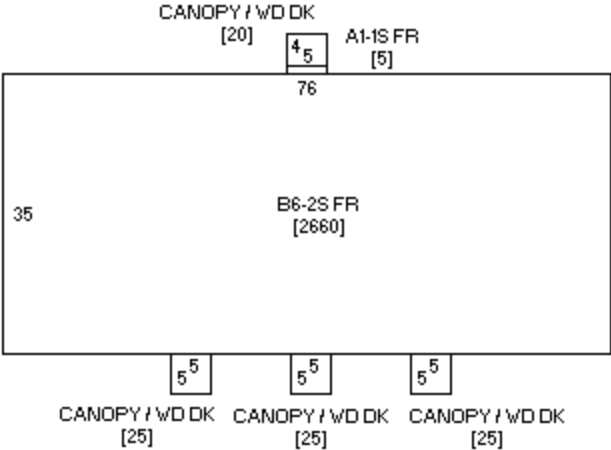 CANOPY / WD DK
[20]
4
5
A1-1S FR
[5]
76
35
B6-2S FR
[2660]
5
5
5
5
5
5
CANOPY / WD DK
[25]
CANOPY / WD DK
[25]
CANOPY / WD DK
[25]